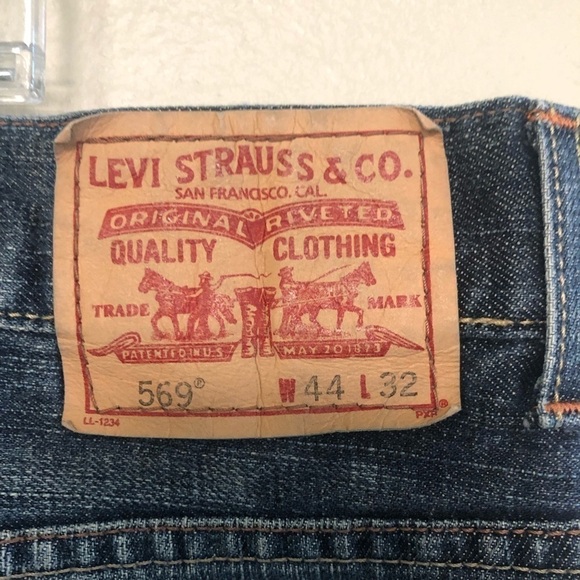 LEVI STRAUSS & CO.
SAN FRANCISCO, CAL.
ORIGINAL RIVETED
QUALITY CLOTHING
TRADE MARK
PATENTED IN U.S. MAY 20 1873
569® W 44 L 32
LL-1234 PXP®